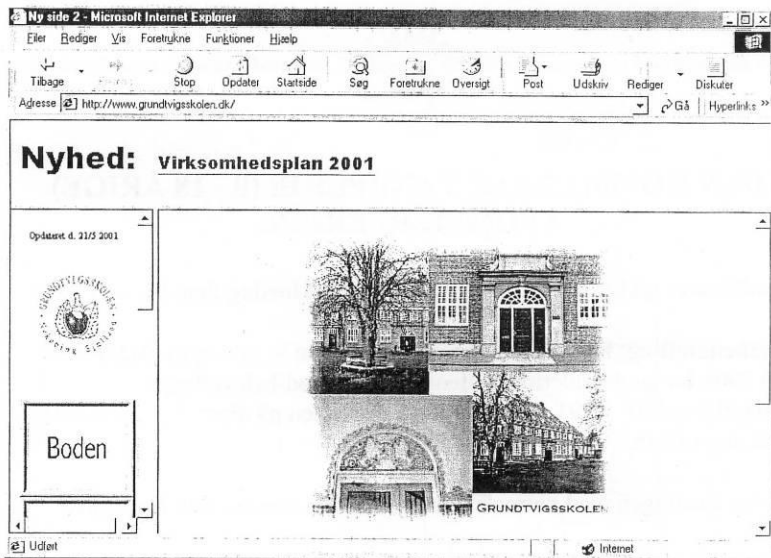 Ny side 2 - Microsoft Internet Explorer
Filer Rediger Vis Foretrukne Funktioner Hjælp
Tilbage Stop Opdater Startside Søg Foretrukne Oversigt Post Udskriv Rediger Diskuter
Adresse http://www.grundtvigsskolen.dk/ Gå Hyperlinks »
Nyhed: Virksomhedsplan 2001
Opdateret d. 21/5 2001
GRUNDTVIGSSKOLEN
Sjælland
Boden
GRUNDTVIGSSKOLEN
Udført Internet